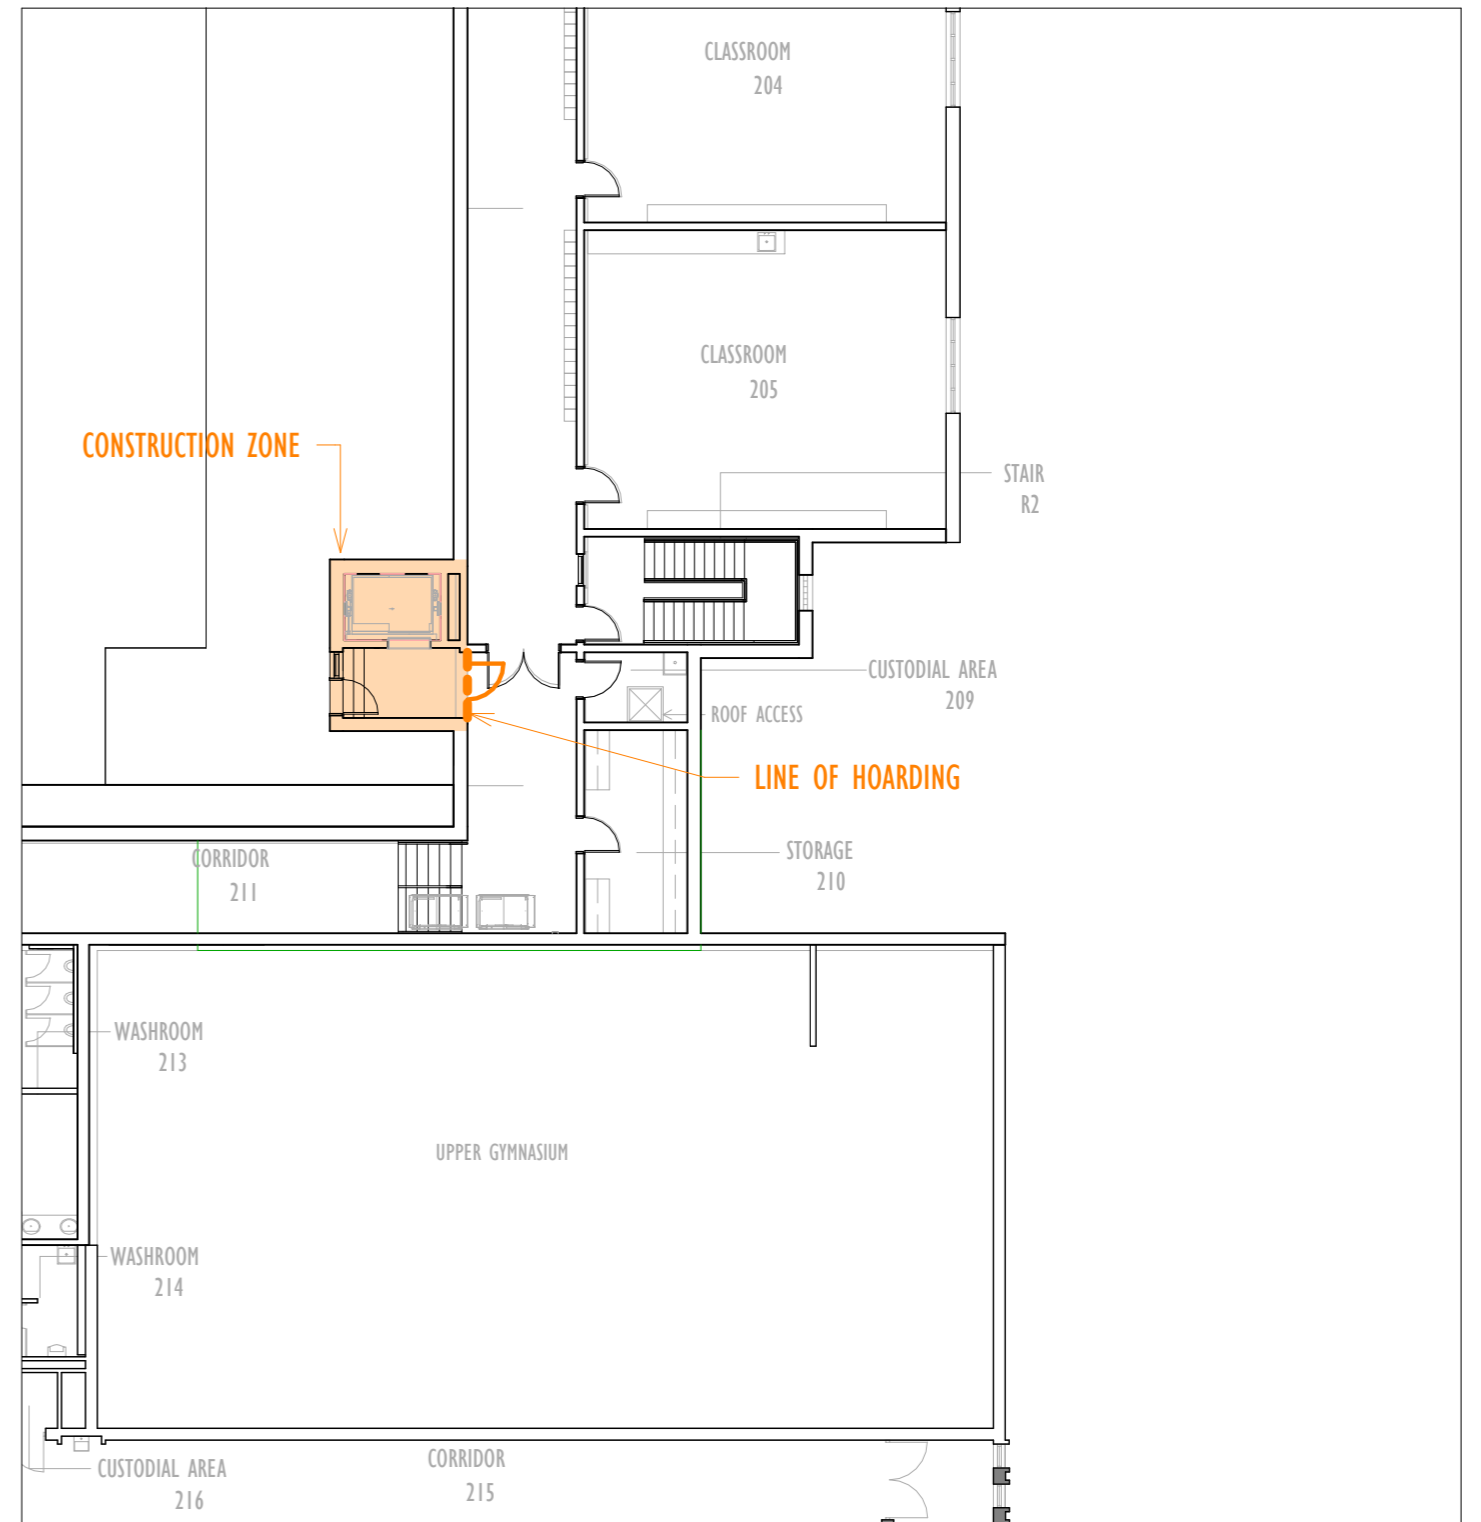 CLASSROOM
204
CLASSROOM
205
CONSTRUCTION ZONE
STAIR
R2
CUSTODIAL AREA
209
ROOF ACCESS
LINE OF HOARDING
CORRIDOR
211
STORAGE
210
WASHROOM
213
UPPER GYMNASIUM
WASHROOM
214
CORRIDOR
215
CUSTODIAL AREA
216